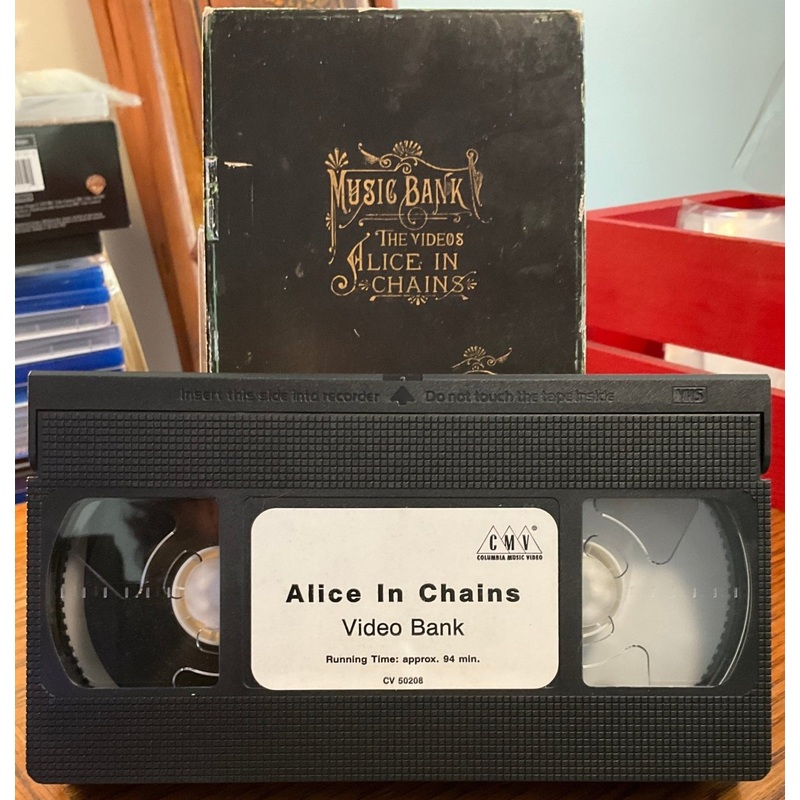 MUSIC BANK
THE VIDEOS
ALICE IN
CHAINS
Insert this side into recorder Do not touch the tape inside VHS
CMV®
COLUMBIA MUSIC VIDEO
Alice In Chains
Video Bank
Running Time: approx. 94 min.
CV 50208